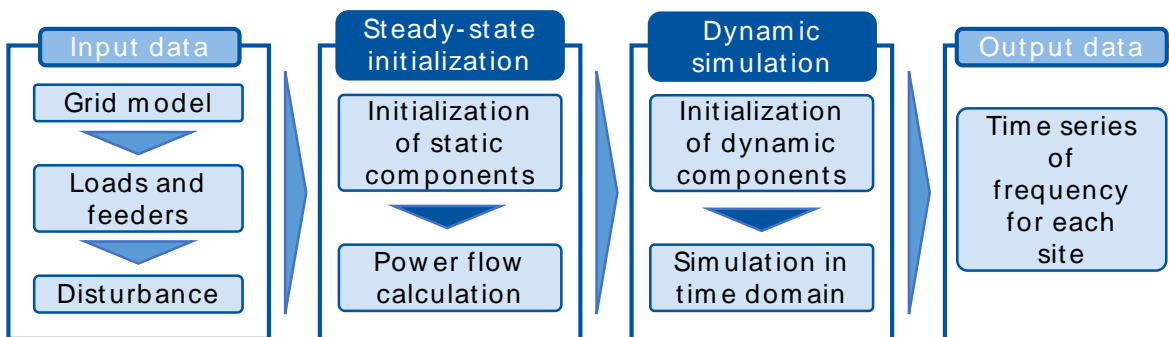 Input data
Grid model
Loads and
feeders
Disturbance
Steady-state
initialization
Initialization
of static
components
Power flow
calculation
Dynamic
simulation
Initialization
of dynamic
components
Simulation in
time domain
Output data
Time series
of
frequency
for each
site